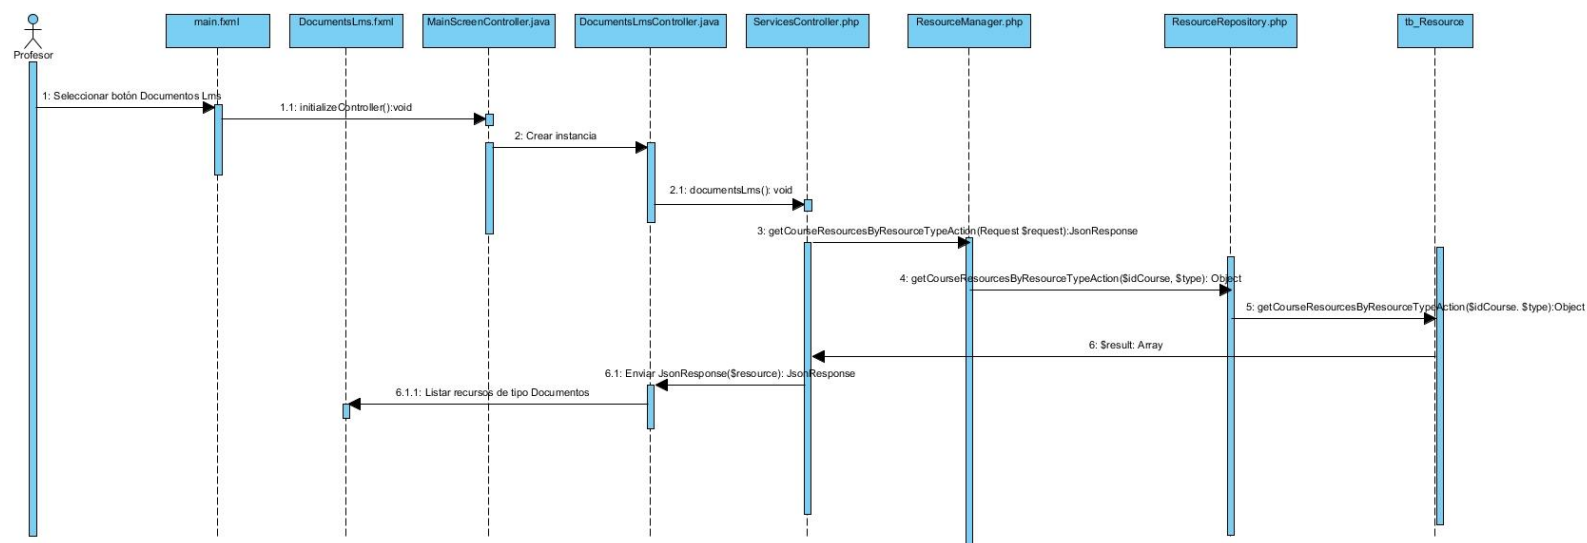 main.fxml
DocumentsLms.fxml
MainScreenController.java
DocumentsLmsController.java
ServicesController.php
ResourceManager.php
ResourceRepository.php
tb_Resource
Profesor
1: Seleccionar botón Documentos Lms
1.1: initializeController():void
2: Crear instancia
2.1: documentsLms(): void
3: getCourseResourcesByResourceTypeAction(Request $request):JsonResponse
4: getCourseResourcesByResourceTypeAction($idCourse, $type): Object
5: getCourseResourcesByResourceTypeAction($idCourse. $type):Object
6: $result: Array
6.1: Enviar JsonResponse($resource): JsonResponse
6.1.1: Listar recursos de tipo Documentos